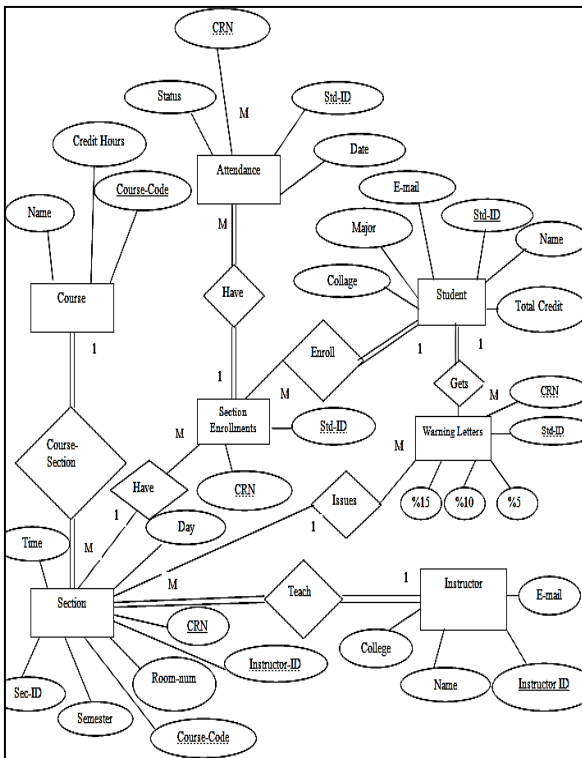 CRN
Status
M
Std-ID
Credit Hours
Attendance
Date
Course-Code
E-mail
Name
M
Std-ID
Major
Name
Collage
Student
Course
Have
Total Credit
Enroll
1
1
1
1
M
Gets
CRN
M
Section
Enrollments
Std-ID
Warning Letters
Std-ID
M
M
Course-
Section
CRN
Have
Issues
%15
%10
%5
1
Day
1
Time
M
M
Teach
1
Instructor
E-mail
Section
CRN
College
Instructor-ID
Sec-ID
Room-num
Name
Instructor ID
Semester
Course-Code